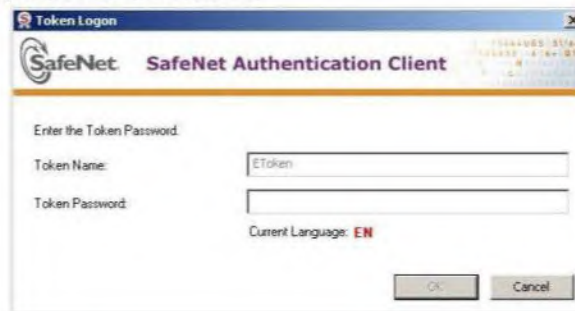 Token Logon
SafeNet. SafeNet Authentication Client
Enter the Token Password.
Token Name: EToken
Token Password:
Current Language: EN
OK Cancel